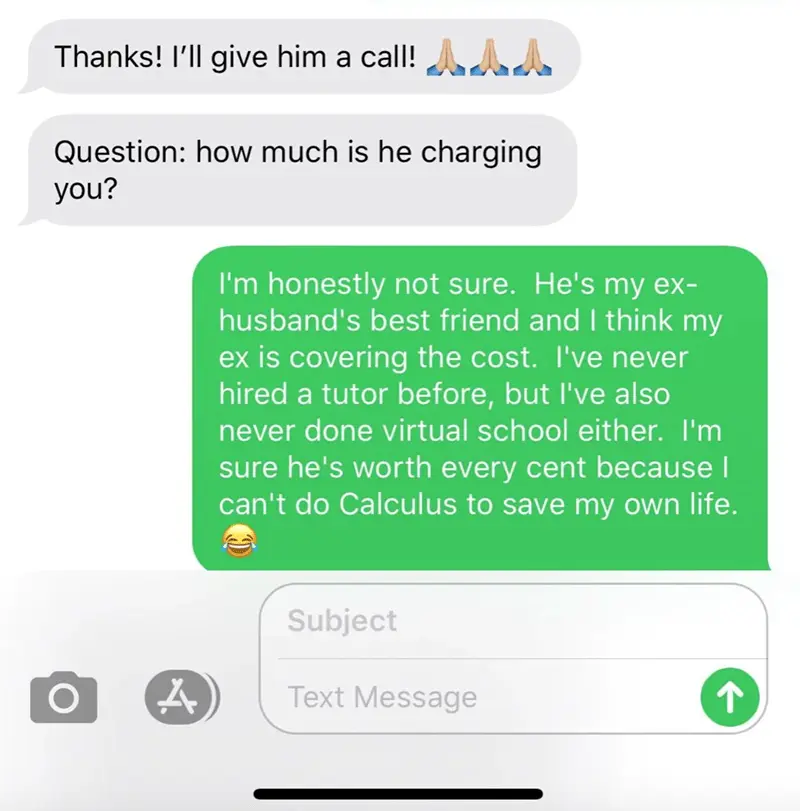 Thanks! I’ll give him a call! 🙏🏼🙏🏼🙏🏼
Question: how much is he charging
you?
I'm honestly not sure.  He's my ex-
husband's best friend and I think my
ex is covering the cost.  I've never
hired a tutor before, but I've also
never done virtual school either.  I'm
sure he's worth every cent because I
can't do Calculus to save my own life.
😂
Subject
Text Message